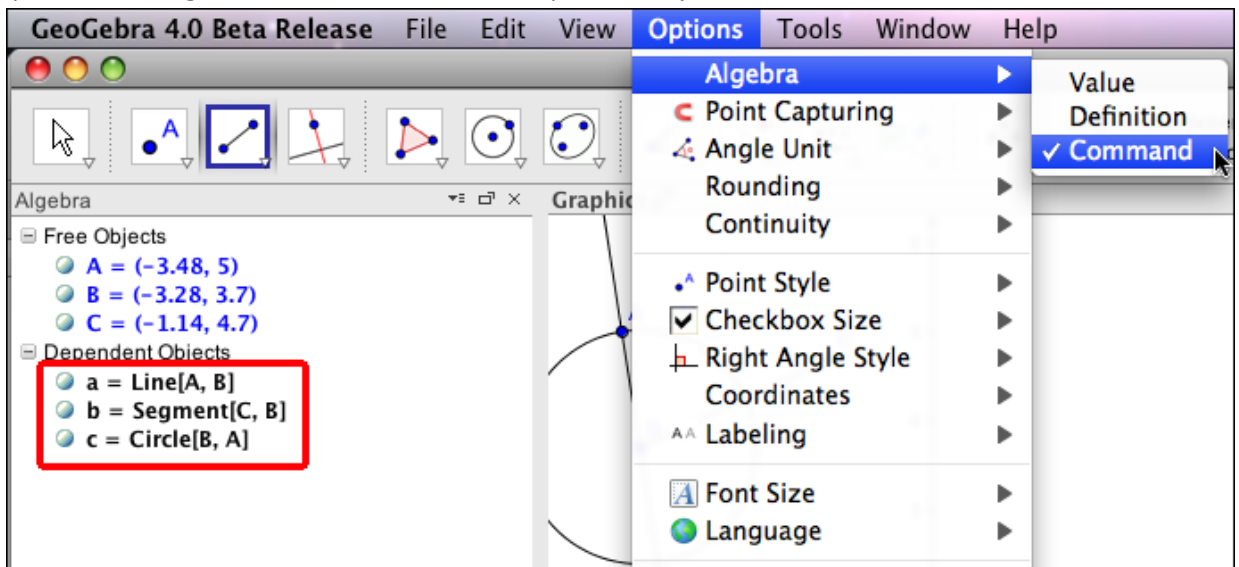 GeoGebra 4.0 Beta Release File Edit View Options Tools Window Help
Algebra
Value
Definition
Command
Point Capturing
Angle Unit
Rounding
Continuity
Point Style
Checkbox Size
Right Angle Style
Coordinates
Labeling
Font Size
Language
A
Algebra
Graphic
Free Objects
A = (-3.48, 5)
B = (-3.28, 3.7)
C = (-1.14, 4.7)
Dependent Objects
a = Line[A, B]
b = Segment[C, B]
c = Circle[B, A]